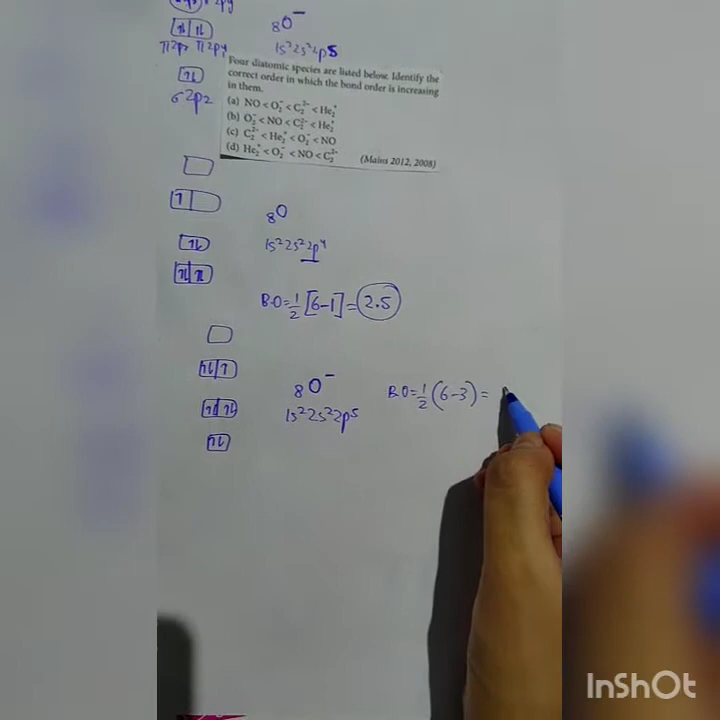 8O⁻
π2px π2py
1s²2s²2p5
Four diatomic species are listed below. Identify the
correct order in which the bond order is increasing
in them.
(a) NO < O₂⁻ < C₂²⁻ < He₂⁺
(b) O₂⁻ < NO < C₂²⁻ < He₂⁺
(c) C₂²⁻ < He₂⁺ < O₂⁻ < NO
(d) He₂⁺ < O₂⁻ < NO < C₂²⁻ (Mains 2012, 2008)
σ2pz
8O
1s²2s²2p⁴
B.O=1/2[6-1]=2.5
8O⁻ B.O=1/2(6-3)=
1s²2s²2p⁵
InShOt